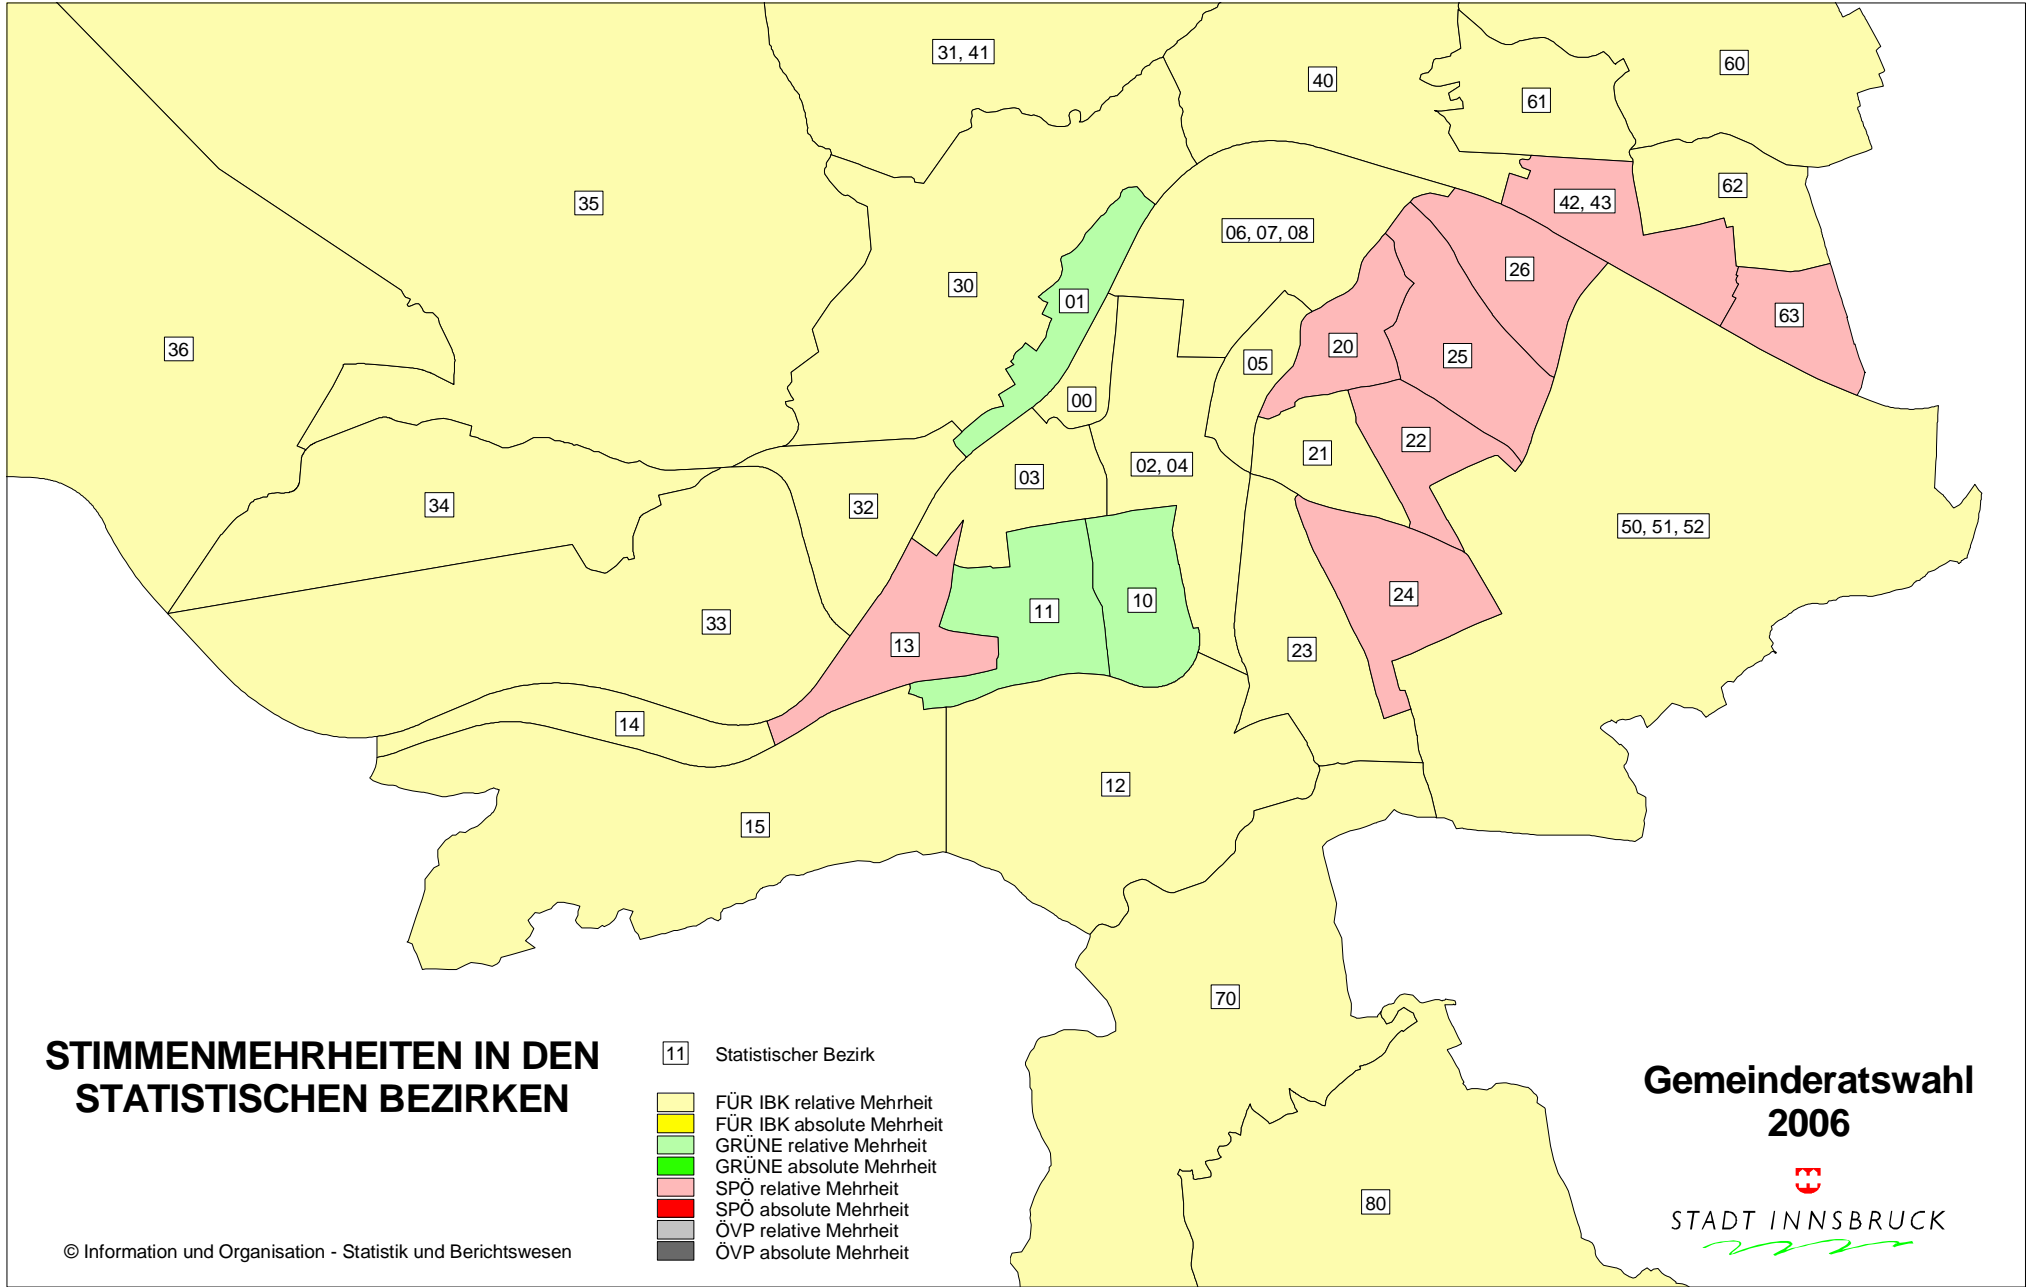 31, 41
40
60
61
62
35
42, 43
06, 07, 08
26
30
01
63
36
20
25
05
00
22
21
02, 04
03
34
32
50, 51, 52
24
10
11
33
13
23
14
12
15
70
80
STIMMENMEHRHEITEN IN DEN
STATISTISCHEN BEZIRKEN
© Information und Organisation - Statistik und Berichtswesen
11 Statistischer Bezirk
FÜR IBK relative Mehrheit
FÜR IBK absolute Mehrheit
GRÜNE relative Mehrheit
GRÜNE absolute Mehrheit
SPÖ relative Mehrheit
SPÖ absolute Mehrheit
ÖVP relative Mehrheit
ÖVP absolute Mehrheit
Gemeinderatswahl
2006
STADT INNSBRUCK